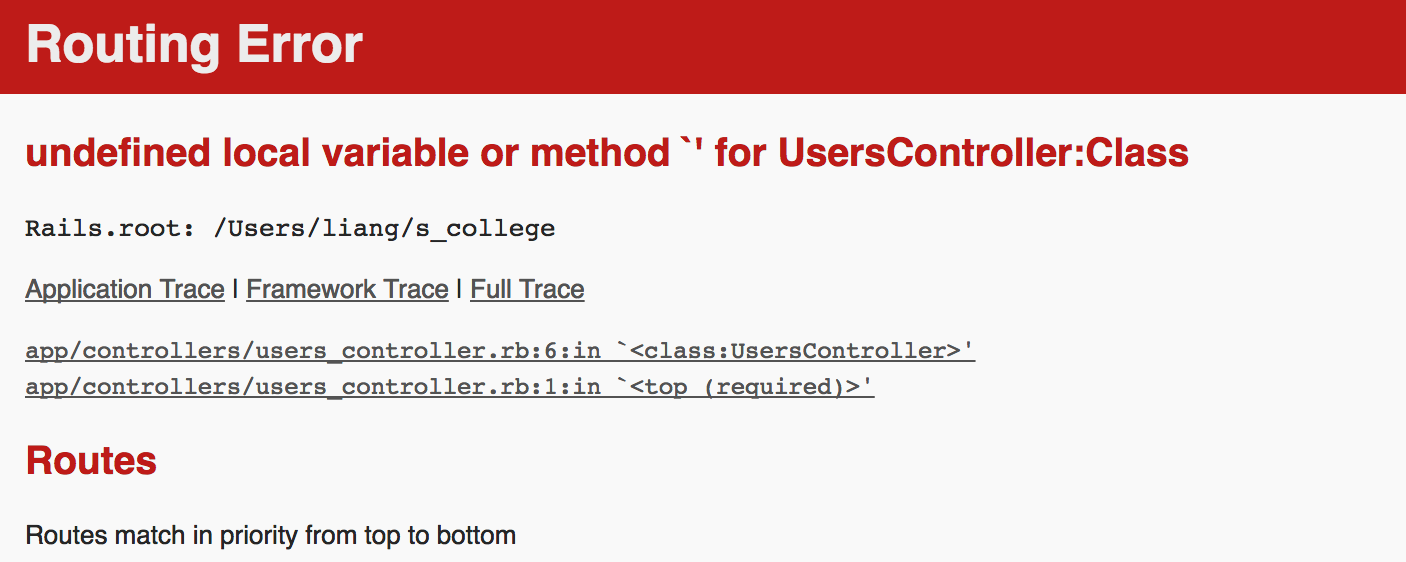 Routing Error
undefined local variable or method `' for UsersController:Class
Rails.root: /Users/liang/s_college
Application Trace | Framework Trace | Full Trace
app/controllers/users_controller.rb:6:in `<class:UsersController>'
app/controllers/users_controller.rb:1:in `<top (required)>'
Routes
Routes match in priority from top to bottom